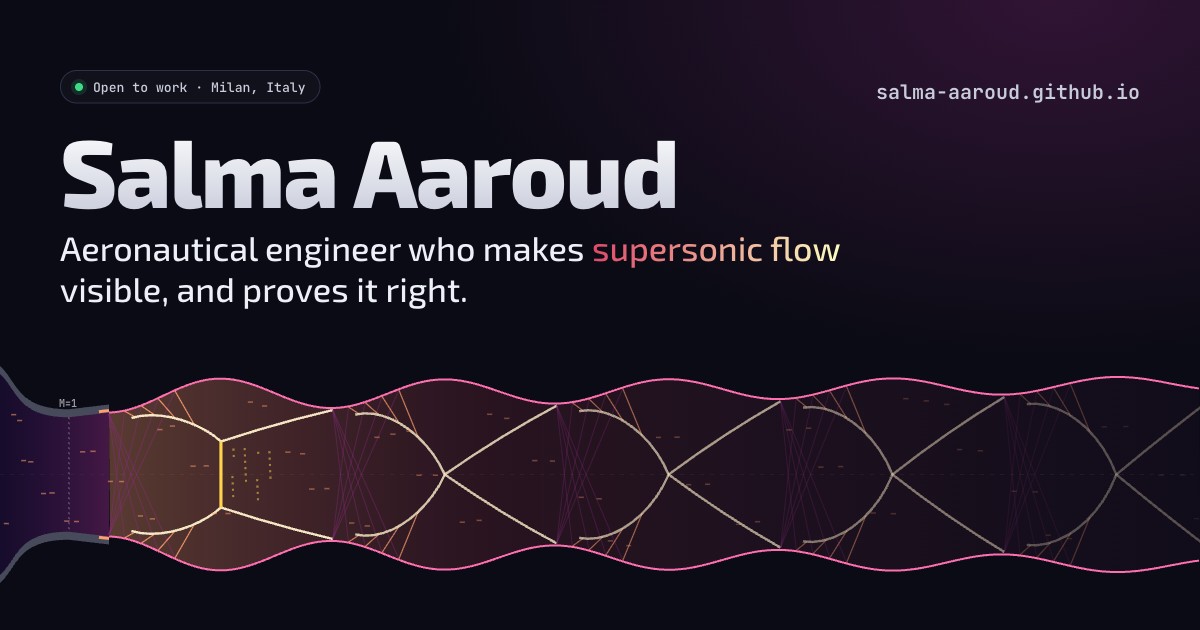 Open to work · Milan, Italy
salma-aaroud.github.io
Salma Aaroud
Aeronautical engineer who makes supersonic flow
visible, and proves it right.
M=1